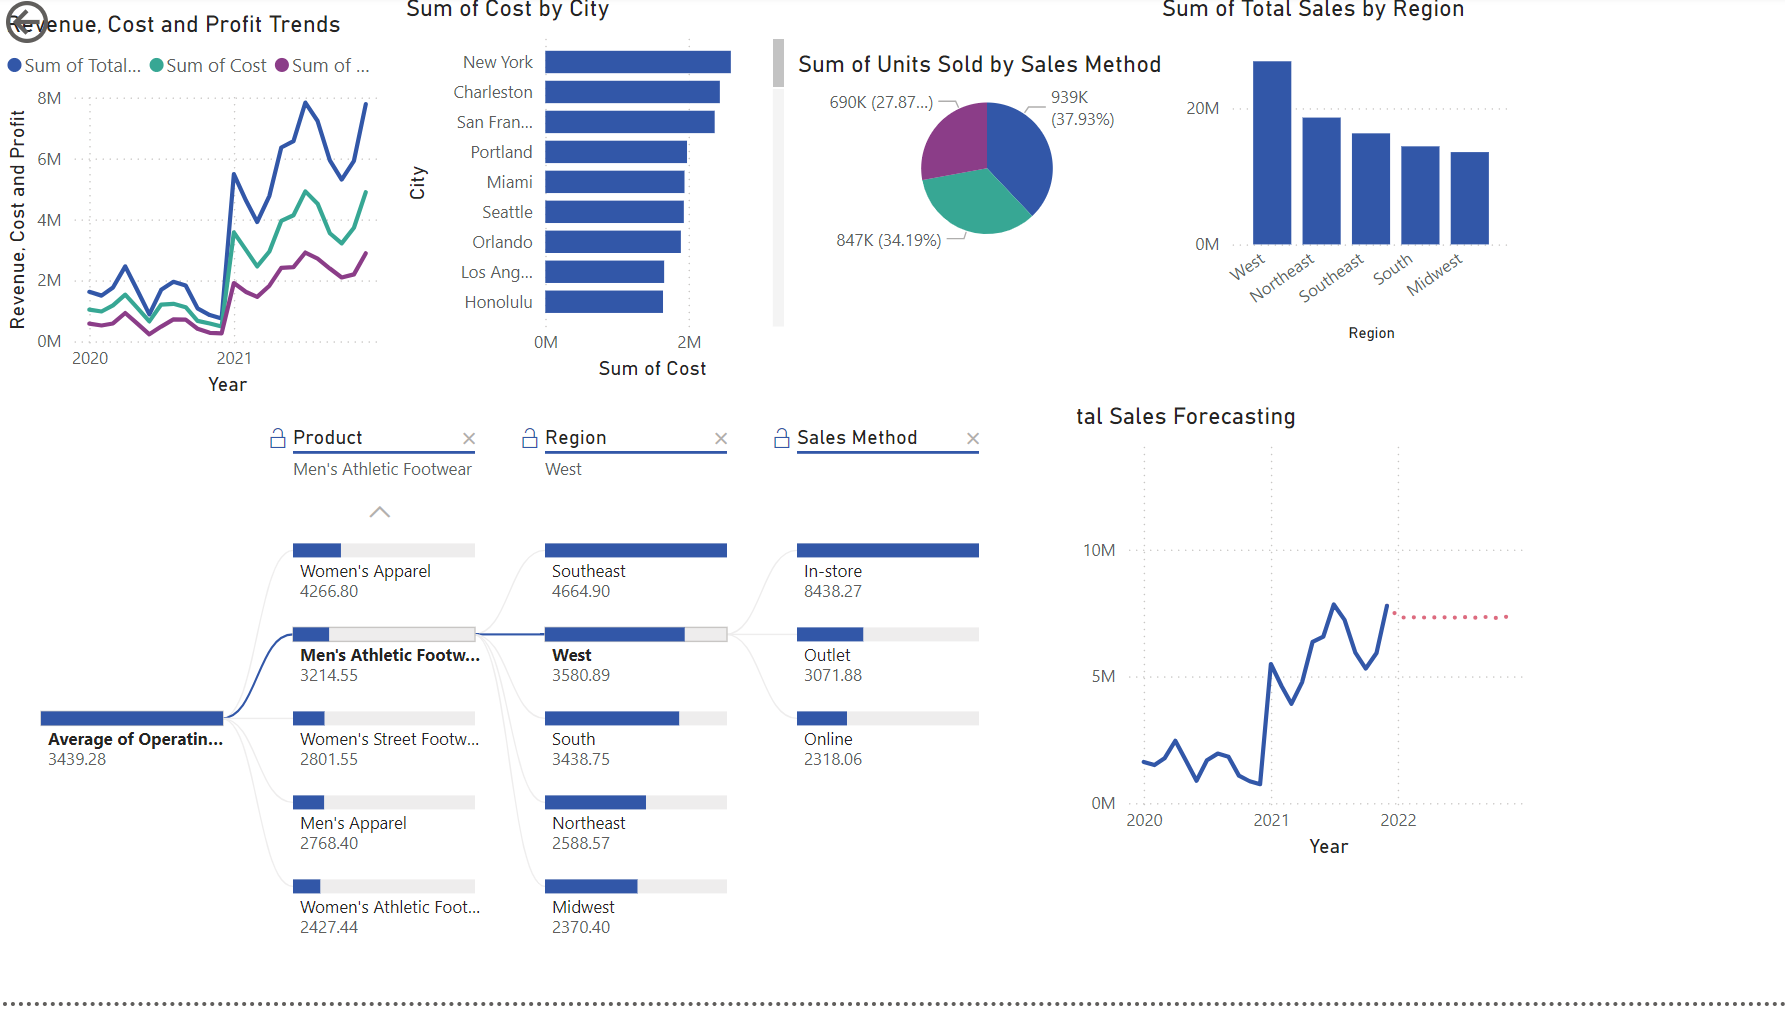 Revenue, Cost and Profit Trends
Sum of Total... Sum of Cost Sum of ...
8M
6M
4M
2M
0M
2020 2021
Year
Revenue, Cost and Profit
Sum of Cost by City
New York
Charleston
San Fran...
Portland
Miami
Seattle
Orlando
Los Ang...
Honolulu
City
0M 2M
Sum of Cost
Sum of Units Sold by Sales Method
690K (27.87...)
939K
(37.93%)
847K (34.19%)
Sum of Total Sales by Region
20M
0M
West
Northeast
Southeast
South
Midwest
Region
Product
Men's Athletic Footwear
Region
West
Sales Method
Average of Operatin...
3439.28
Women's Apparel
4266.80
Men's Athletic Footw...
3214.55
Women's Street Footw...
2801.55
Men's Apparel
2768.40
Women's Athletic Foot...
2427.44
Southeast
4664.90
West
3580.89
South
3438.75
Northeast
2588.57
Midwest
2370.40
In-store
8438.27
Outlet
3071.88
Online
2318.06
tal Sales Forecasting
10M
5M
0M
2020 2021 2022
Year